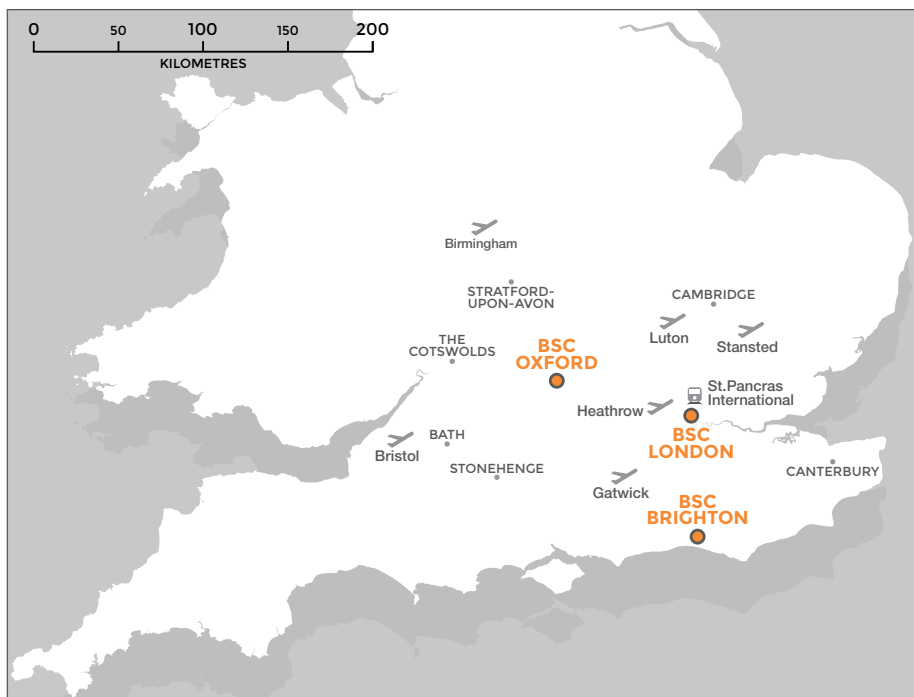 0 50 100 150 200
KILOMETRES
Birmingham
STRATFORD-
UPON-AVON
CAMBRIDGE
Luton
Stansted
THE
COTSWOLDS
BSC
OXFORD
St.Pancras
International
Heathrow
BSC
LONDON
Bristol
BATH
STONEHENGE
CANTERBURY
Gatwick
BSC
BRIGHTON